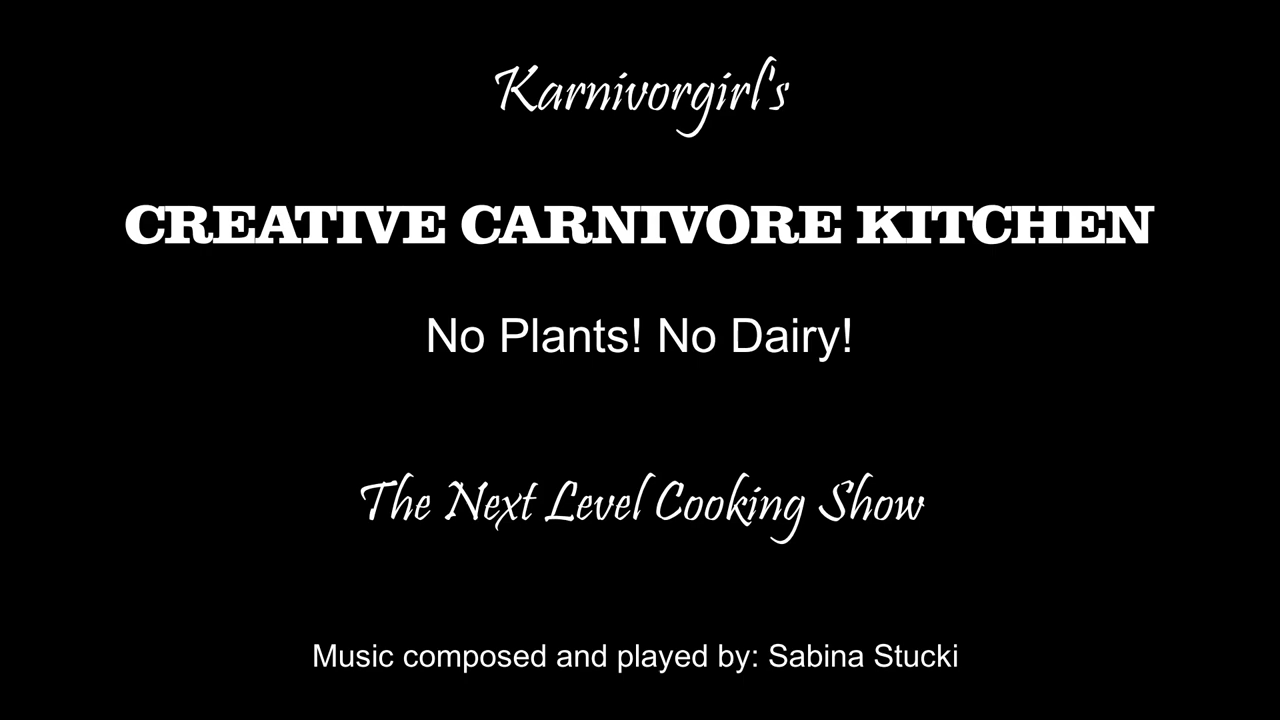 Karnivorgirl's
CREATIVE CARNIVORE KITCHEN
No Plants! No Dairy!
The Next Level Cooking Show
Music composed and played by: Sabina Stucki